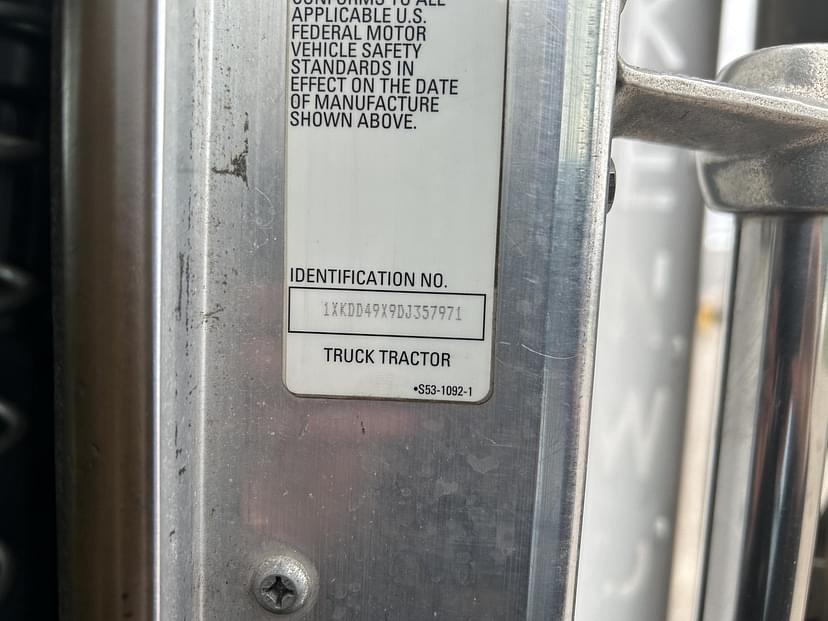 CONFORMS TO ALL
APPLICABLE U.S.
FEDERAL MOTOR
VEHICLE SAFETY
STANDARDS IN
EFFECT ON THE DATE
OF MANUFACTURE
SHOWN ABOVE.
IDENTIFICATION NO.
1XKDD49X9DJ357971
TRUCK TRACTOR
•S53-1092-1